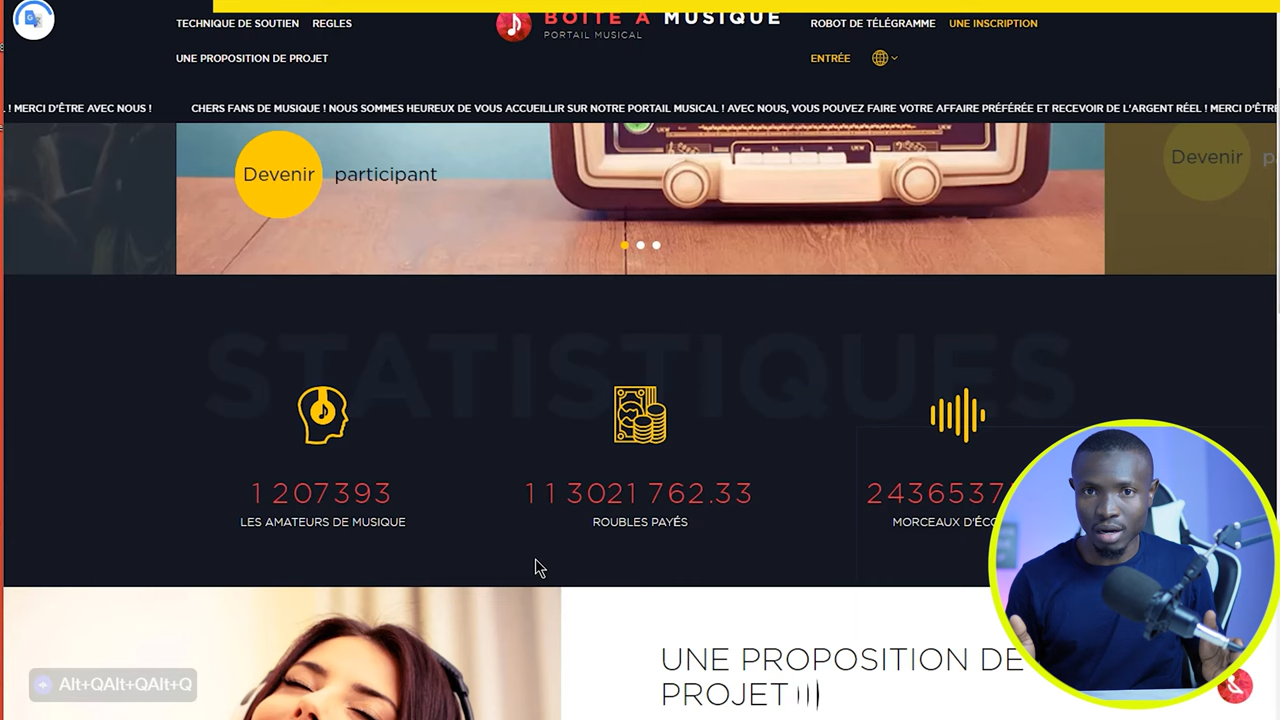 TECHNIQUE DE SOUTIEN REGLES
BOITE A MUSIQUE
PORTAIL MUSICAL
ROBOT DE TÉLÉGRAMME UNE INSCRIPTION
UNE PROPOSITION DE PROJET
ENTRÉE
! MERCI D'ÊTRE AVEC NOUS ! CHERS FANS DE MUSIQUE ! NOUS SOMMES HEUREUX DE VOUS ACCUEILLIR SUR NOTRE PORTAIL MUSICAL ! AVEC NOUS, VOUS POUVEZ FAIRE VOTRE AFFAIRE PRÉFÉRÉE ET RECEVOIR DE L'ARGENT RÉEL ! MERCI D'ÊTRE
Devenir participant
Devenir p
STATISTIQUES
1 207393
11 3021 762.33
2436537
LES AMATEURS DE MUSIQUE
ROUBLES PAYÉS
MORCEAUX D'ÉCO
UNE PROPOSITION DE
PROJET
Alt+QAlt+QAlt+Q